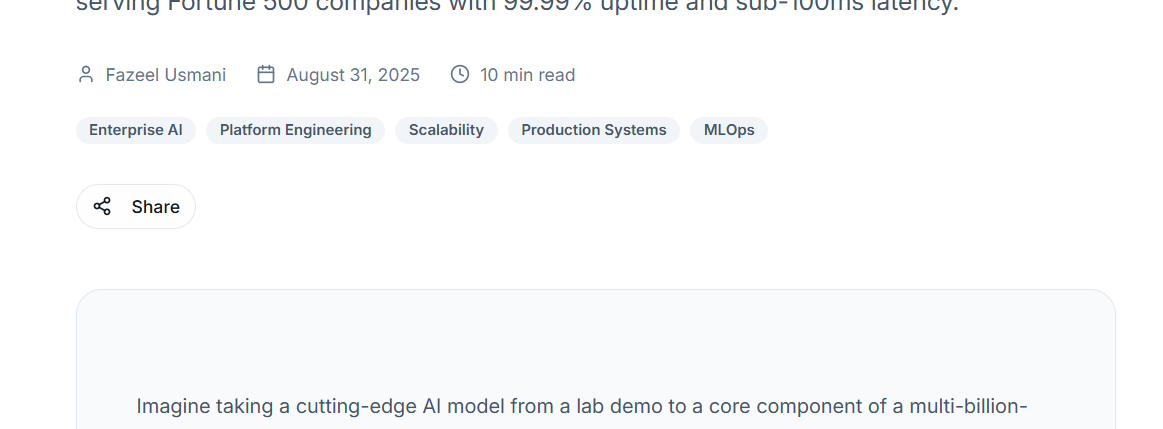 serving Fortune 500 companies with 99.99% uptime and sub-100ms latency.
Fazeel Usmani August 31, 2025 10 min read
Enterprise AI Platform Engineering Scalability Production Systems MLOps
Share
Imagine taking a cutting-edge AI model from a lab demo to a core component of a multi-billion-